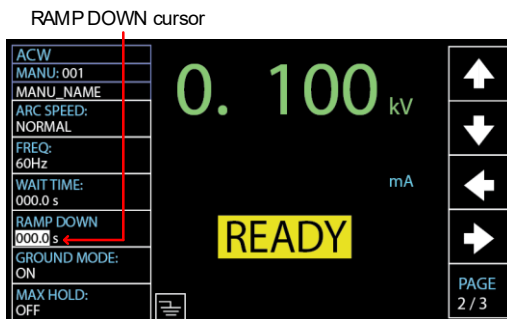 RAMP DOWN cursor
ACW
MANU: 001
MANU_NAME
ARC SPEED:
NORMAL
FREQ:
60Hz
WAIT TIME:
000.0 s
RAMP DOWN
000.0 s
GROUND MODE:
ON
MAX HOLD:
OFF
0. 100 kV
mA
READY
PAGE
2 / 3